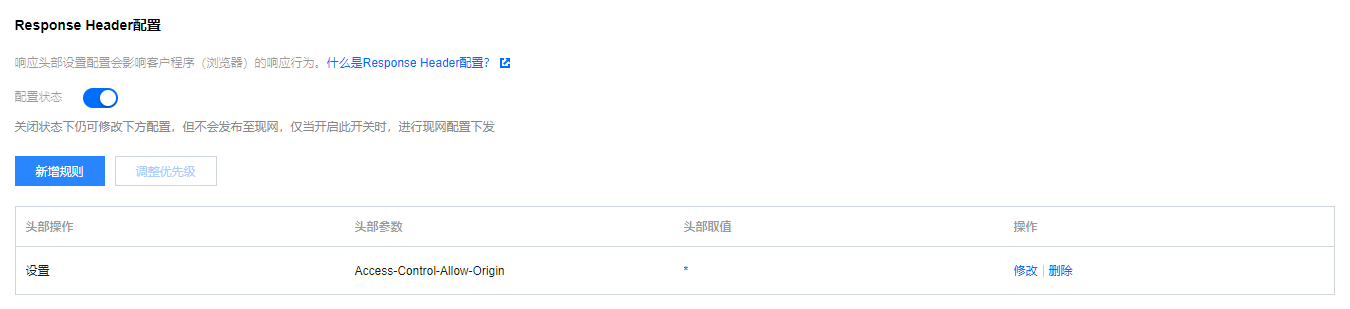 Response Header配置
响应头部设置配置会影响客户程序（浏览器）的响应行为。什么是Response Header配置?
配置状态
关闭状态下仍可修改下方配置，但不会发布至现网，仅当开启此开关时，进行现网配置下发
新增规则 调整优先级
头部操作 头部参数 头部取值 操作
设置 Access-Control-Allow-Origin * 修改 | 删除